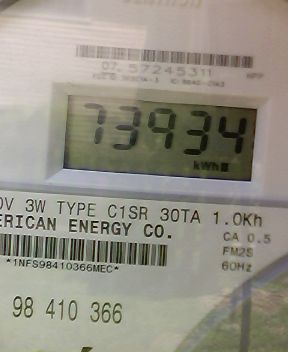 07. 57245311
73934
kWh
0V 3W TYPE C1SR 30TA 1.0Kh
ERICAN ENERGY CO.
CA 0.5
FM2S
60Hz
*1NFS98410366MEC*
98 410 366